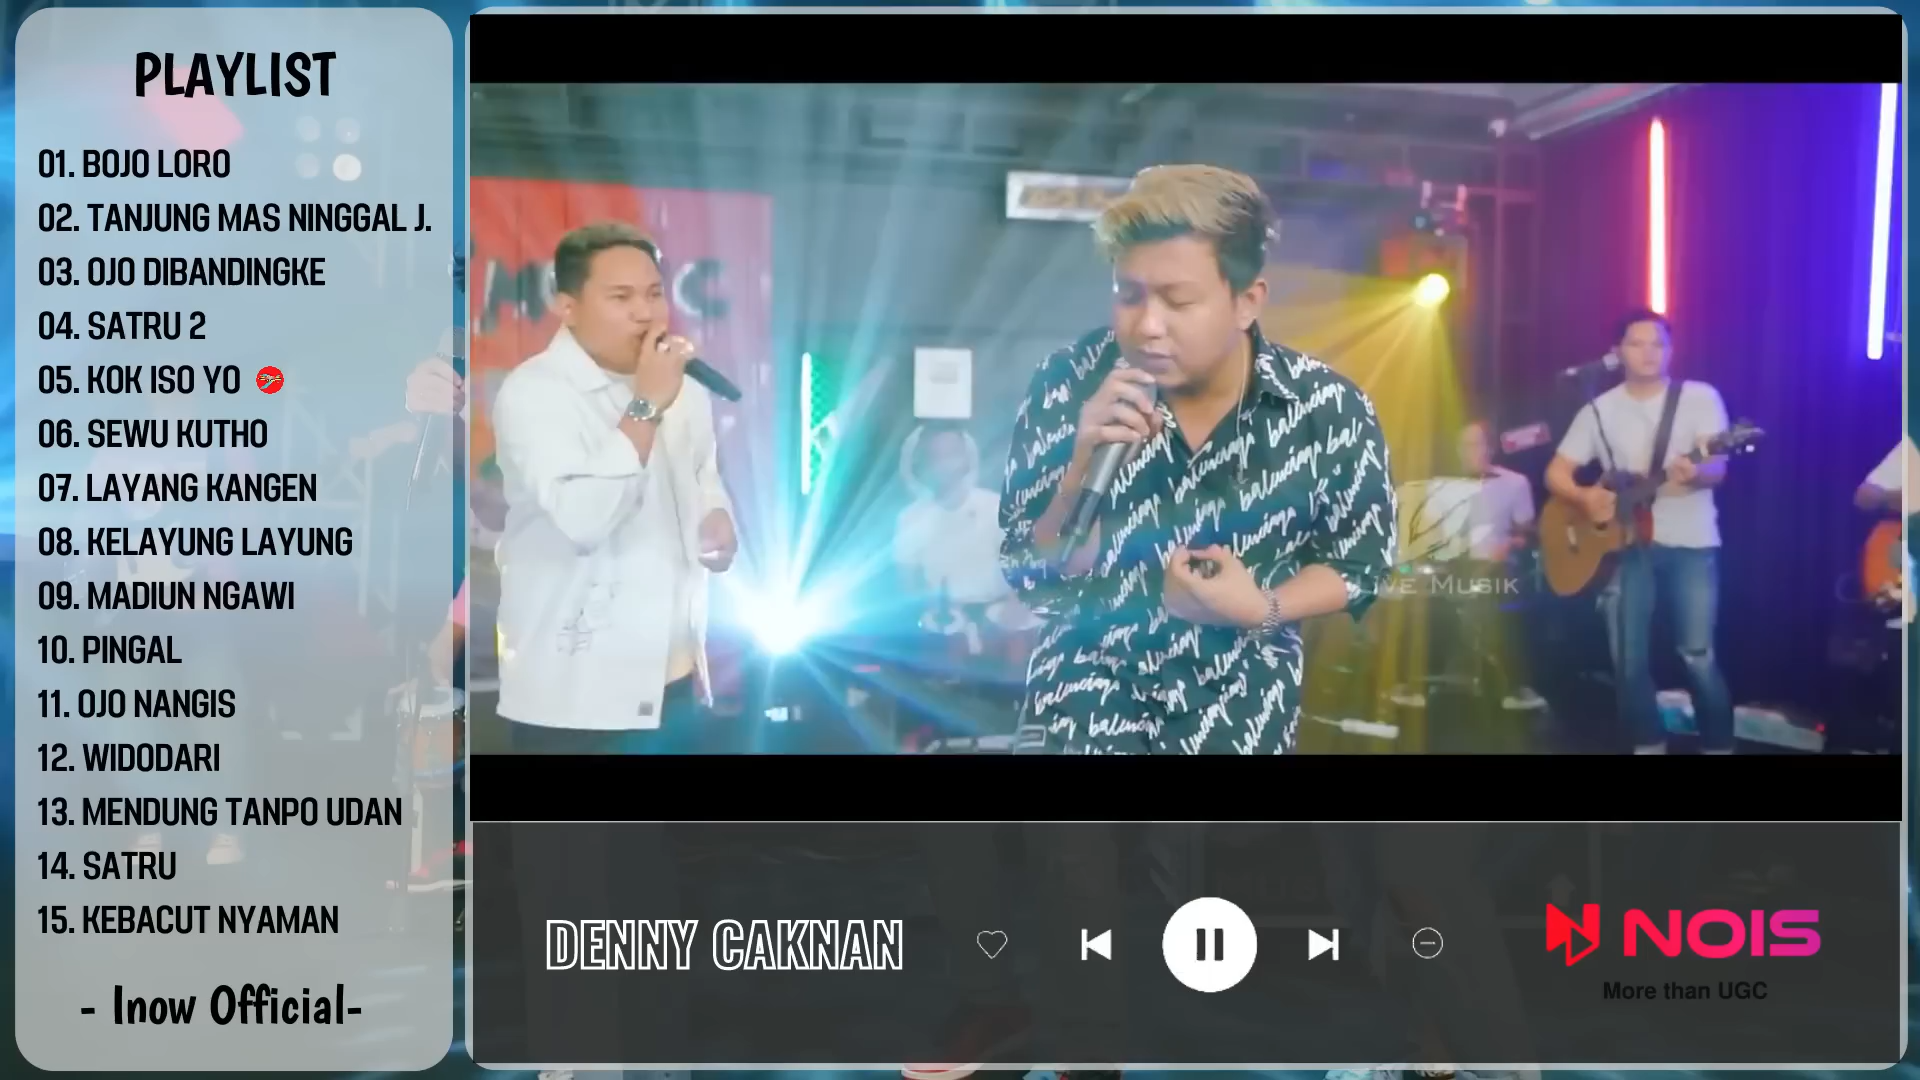 PLAYLIST
01. BOJO LORO
02. TANJUNG MAS NINGGAL J.
03. OJO DIBANDINGKE
04. SATRU 2
05. KOK ISO YO
06. SEWU KUTHO
07. LAYANG KANGEN
08. KELAYUNG LAYUNG
09. MADIUN NGAWI
10. PINGAL
11. OJO NANGIS
12. WIDODARI
13. MENDUNG TANPO UDAN
14. SATRU
15. KEBACUT NYAMAN
- Inow Official-
balenciaga
LIVE MUSIK
DENNY CAKNAN
NOIS
More than UGC